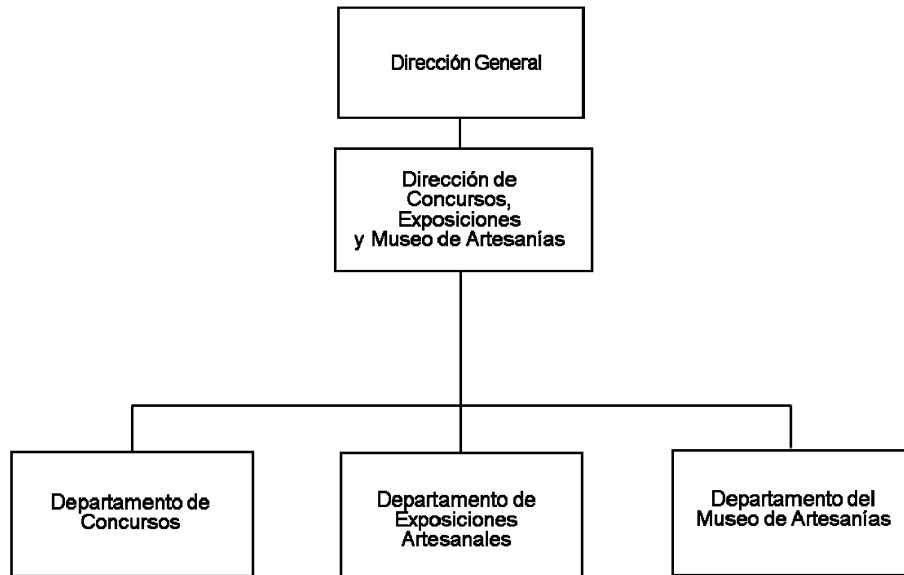 Dirección General
Dirección de
Concursos,
Exposiciones
y Museo de Artesanías
Departamento de
Concursos
Departamento de
Exposiciones
Artesanales
Departamento del
Museo de Artesanías